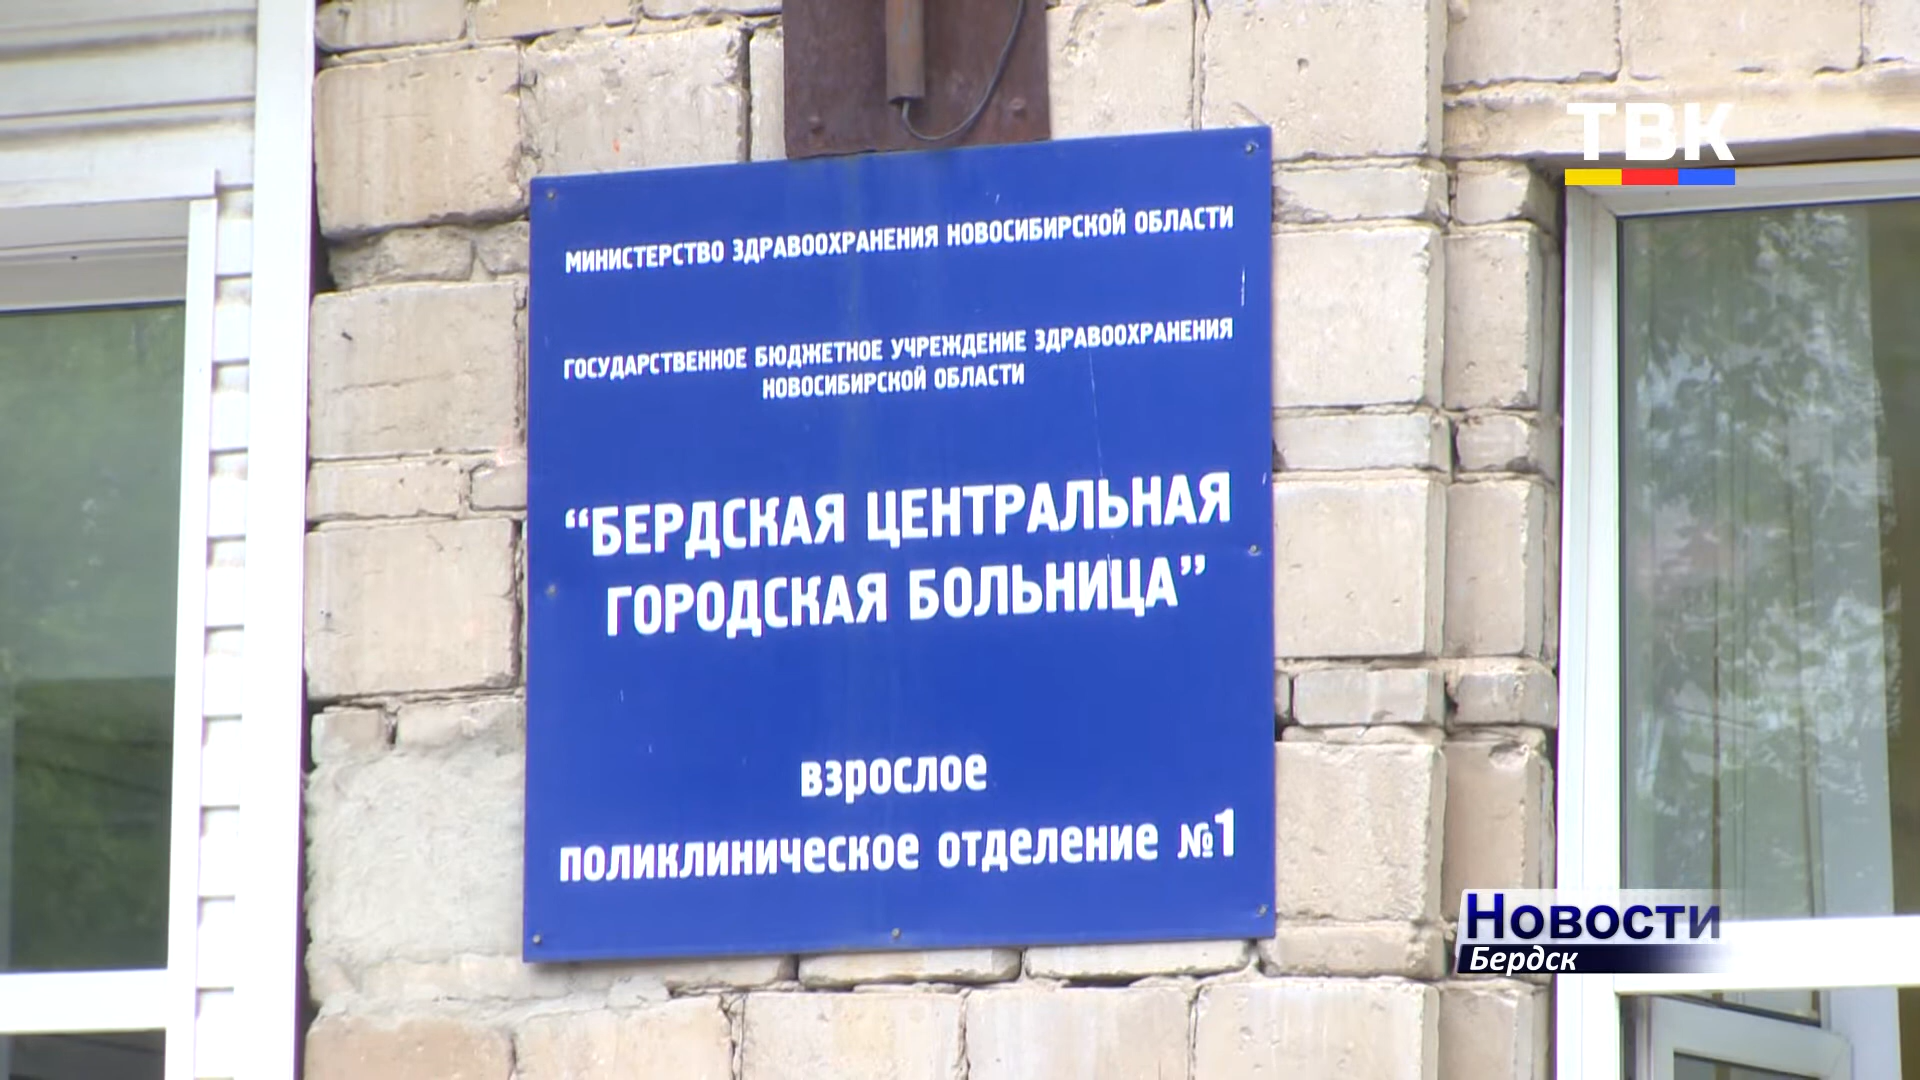 ТВК
МИНИСТЕРСТВО ЗДРАВООХРАНЕНИЯ НОВОСИБИРСКОЙ ОБЛАСТИ
ГОСУДАРСТВЕННОЕ БЮДЖЕТНОЕ УЧРЕЖДЕНИЕ ЗДРАВООХРАНЕНИЯ
НОВОСИБИРСКОЙ ОБЛАСТИ
“БЕРДСКАЯ ЦЕНТРАЛЬНАЯ
ГОРОДСКАЯ БОЛЬНИЦА”
взрослое
поликлиническое отделение №1
Новости
Бердск